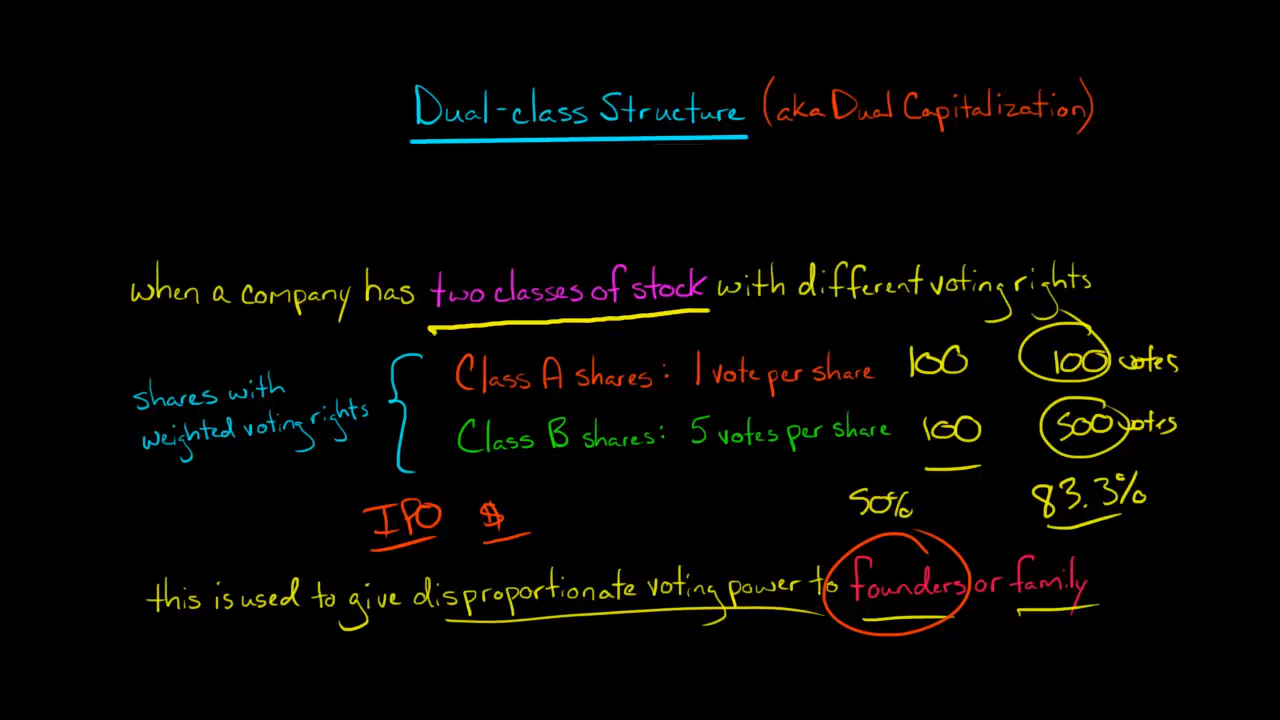 Dual-class Structure (aka Dual Capitalization)
when a company has two classes of stock with different voting rights
shares with weighted voting rights
Class A shares: 1 vote per share 100 100 votes
Class B shares: 5 votes per share 100 500 votes
50% 83.3%
IPO $
this is used to give disproportionate voting power to founders or family